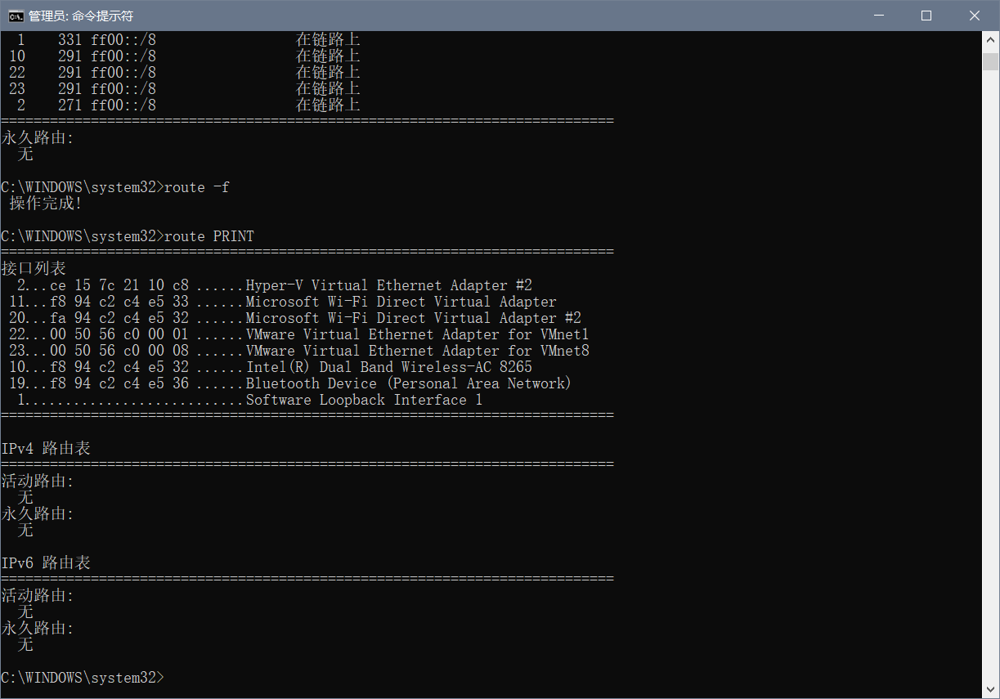 管理员: 命令提示符
1 331 ff00::/8 在链路上
10 291 ff00::/8 在链路上
22 291 ff00::/8 在链路上
23 291 ff00::/8 在链路上
2 271 ff00::/8 在链路上
===========================================================================
永久路由:
无
C:\WINDOWS\system32>route -f
操作完成!
C:\WINDOWS\system32>route PRINT
===========================================================================
接口列表
2...ce 15 7c 21 10 c8 ......Hyper-V Virtual Ethernet Adapter #2
11...f8 94 c2 c4 e5 33 ......Microsoft Wi-Fi Direct Virtual Adapter
20...fa 94 c2 c4 e5 32 ......Microsoft Wi-Fi Direct Virtual Adapter #2
22...00 50 56 c0 00 01 ......VMware Virtual Ethernet Adapter for VMnet1
23...00 50 56 c0 00 08 ......VMware Virtual Ethernet Adapter for VMnet8
10...f8 94 c2 c4 e5 32 ......Intel(R) Dual Band Wireless-AC 8265
19...f8 94 c2 c4 e5 36 ......Bluetooth Device (Personal Area Network)
1...........................Software Loopback Interface 1
===========================================================================
IPv4 路由表
===========================================================================
活动路由:
无
永久路由:
无
IPv6 路由表
===========================================================================
活动路由:
无
永久路由:
无
C:\WINDOWS\system32>